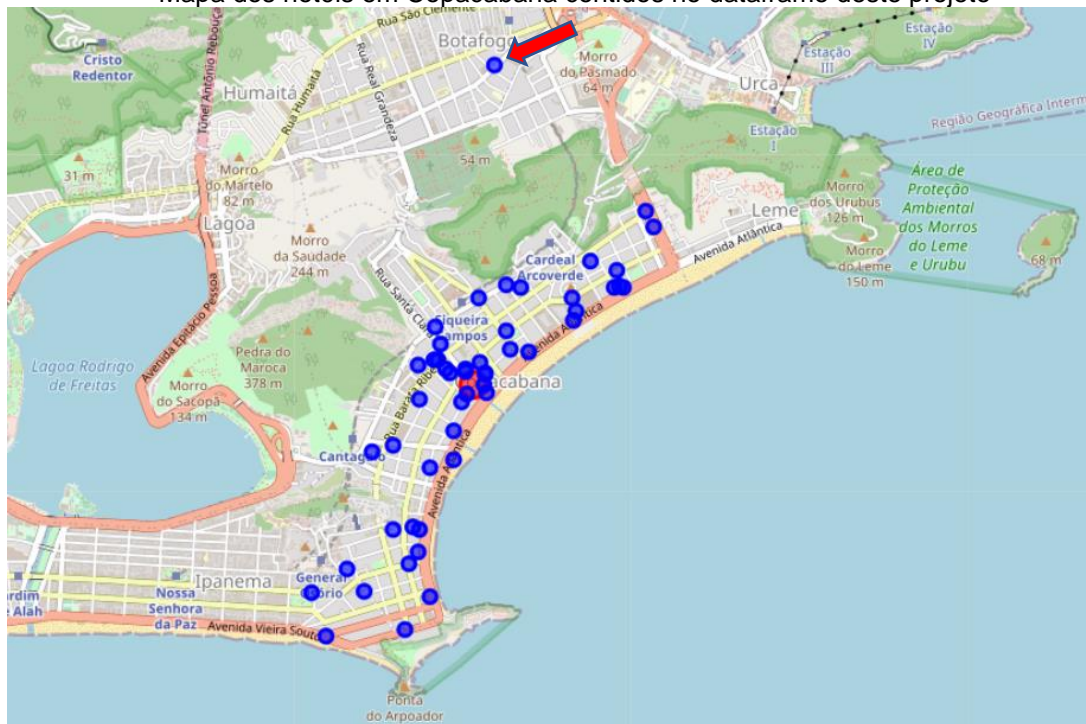 Mapa dos hotéis em Copacabana contidos no dataframe deste projeto
Rua São Clemente
Botafogo
Cristo
Redentor
Túnel Antônio Rebouças
Humaitá
Rua Humaitá
Rua Real Grandeza
Morro
do Pasmado
64 m
Urca
Estação
III
Estação
IV
Região Geográfica Interm
Estação
I
31 m
54 m
Morro
do Martelo
82 m
Lagoa
Morro
da Saudade
244 m
Cardeal
Arcoverde
Leme
Avenida Atlântica
Morro
dos Urubus
126 m
Morro
do Leme
150 m
Área de
Proteção
Ambiental
dos Morros
do Leme
e Urubu
68 m
Rua Santa Clara
Siqueira
Campos
Avenida Atlântica
Avenida Epitácio Pessoa
Lagoa Rodrigo
de Freitas
Pedra do
Maroca
378 m
Morro
do Sacopã
134 m
Rua Barata Ribe
acabana
Cantagalo
Avenida Atlântica
Ipanema
General
Osório
Nossa
Senhora
da Paz
Jardim
e Alah
Avenida Vieira Souto
Ponta
do Arpoador